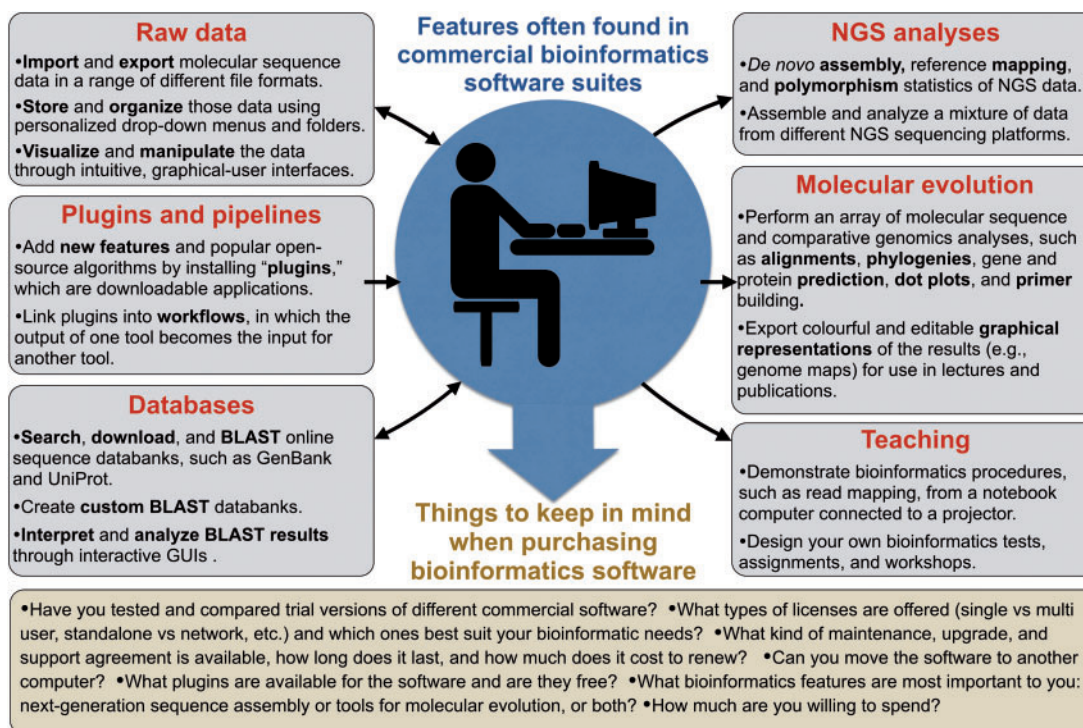 Raw data
•Import and export molecular sequence
data in a range of different file formats.
•Store and organize those data using
personalized drop-down menus and folders.
•Visualize and manipulate the data
through intuitive, graphical-user interfaces.
Plugins and pipelines
•Add new features and popular open-
source algorithms by installing “plugins,”
which are downloadable applications.
•Link plugins into workflows, in which the
output of one tool becomes the input for
another tool.
Databases
•Search, download, and BLAST online
sequence databanks, such as GenBank
and UniProt.
•Create custom BLAST databanks.
•Interpret and analyze BLAST results
through interactive GUIs .
Features often found in
commercial bioinformatics
software suites
NGS analyses
•De novo assembly, reference mapping,
and polymorphism statistics of NGS data.
•Assemble and analyze a mixture of data
from different NGS sequencing platforms.
Molecular evolution
•Perform an array of molecular sequence
and comparative genomics analyses, such
as alignments, phylogenies, gene and
protein prediction, dot plots, and primer
building.
•Export colourful and editable graphical
representations of the results (e.g.,
genome maps) for use in lectures and
publications.
Teaching
•Demonstrate bioinformatics procedures,
such as read mapping, from a notebook
computer connected to a projector.
•Design your own bioinformatics tests,
assignments, and workshops.
Things to keep in mind
when purchasing
bioinformatics software
•Have you tested and compared trial versions of different commercial software? •What types of licenses are offered (single vs multi
user, standalone vs network, etc.) and which ones best suit your bioinformatic needs? •What kind of maintenance, upgrade, and
support agreement is available, how long does it last, and how much does it cost to renew? •Can you move the software to another
computer? •What plugins are available for the software and are they free? •What bioinformatics features are most important to you:
next-generation sequence assembly or tools for molecular evolution, or both? •How much are you willing to spend?